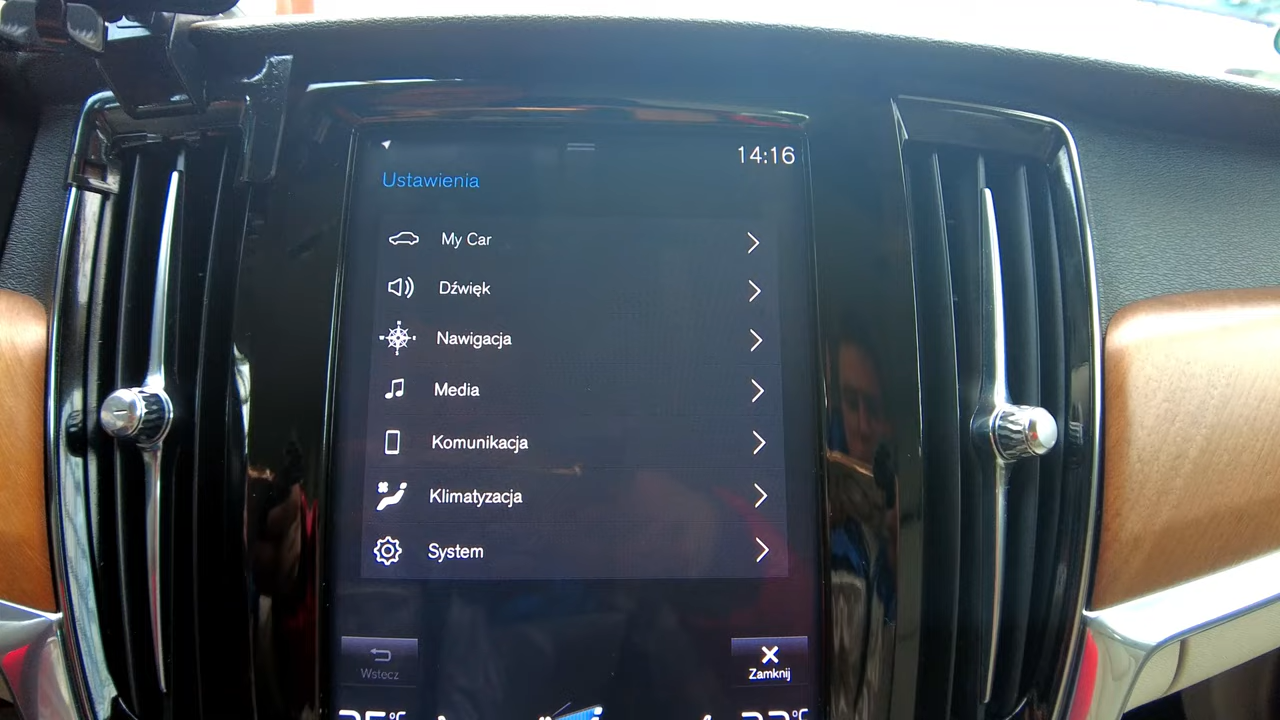 14:16
Ustawienia
My Car
Dźwięk
Nawigacja
Media
Komunikacja
Klimatyzacja
System
Wstecz
Zamknij